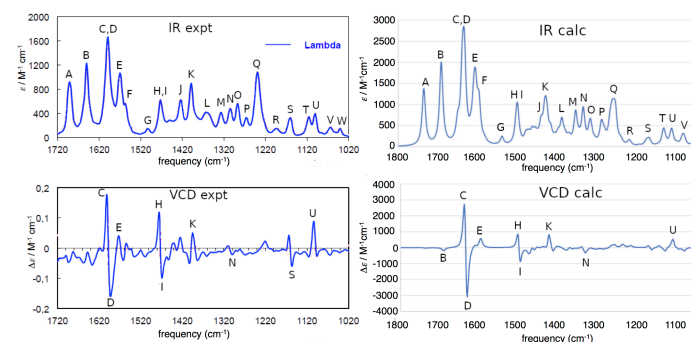 IR expt
ε / M⁻¹cm⁻¹
2000
1600
1200
800
400
0
A
B
C,D
E
F
G
H,I
J
K
L
M
N
O
P
Q
R
S
T
U
V
W
Lambda
1720 1620 1520 1420 1320 1220 1120 1020
frequency (cm⁻¹)
IR calc
ε / M⁻¹cm⁻¹
3000
2500
2000
1500
1000
500
0
A
B
C,D
E
F
G
H I
J
K
L
M
N
O
P
Q
R
S
T U
V
1800 1700 1600 1500 1400 1300 1200 1100
frequency (cm⁻¹)
VCD expt
Δε / M⁻¹ cm⁻¹
0,2
0,1
0
-0,1
-0,2
C
D
E
H
I
K
N
S
U
1720 1620 1520 1420 1320 1220 1120 1020
frequency (cm⁻¹)
VCD calc
Δε / M⁻¹cm⁻¹
4000
3000
2000
1000
0
-1000
-2000
-3000
-4000
B
C
D
E
H
I
K
N
U
1800 1700 1600 1500 1400 1300 1200 1100
frequency (cm⁻¹)